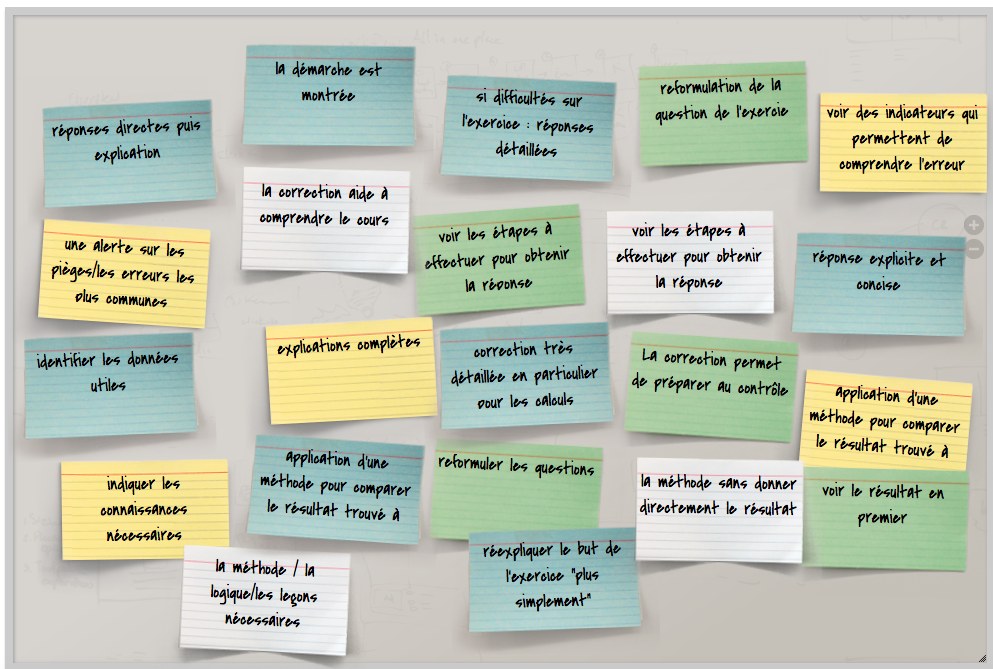 la démarche est
montrée
réponses directes puis
explication
si difficultés sur
l'exercice : réponses
détaillées
reformulation de la
question de l'exercie
voir des indicateurs qui
permettent de
comprendre l'erreur
la correction aide à
comprendre le cours
une alerte sur les
pièges/les erreurs les
plus communes
voir les étapes à
effectuer pour obtenir
la réponse
voir les étapes à
effectuer pour obtenir
la réponse
réponse explicite et
concise
identifier les données
utiles
explications complètes
correction très
détaillée en particulier
pour les calculs
La correction permet
de préparer au contrôle
application d'une
méthode pour comparer
le résultat trouvé à
indiquer les
connaissances
nécessaires
application d'une
méthode pour comparer
le résultat trouvé à
reformuler les questions
la méthode sans donner
directement le résultat
voir le résultat en
premier
la méthode / la
logique/les leçons
nécessaires
réexpliquer le but de
l'exercice "plus
simplement"